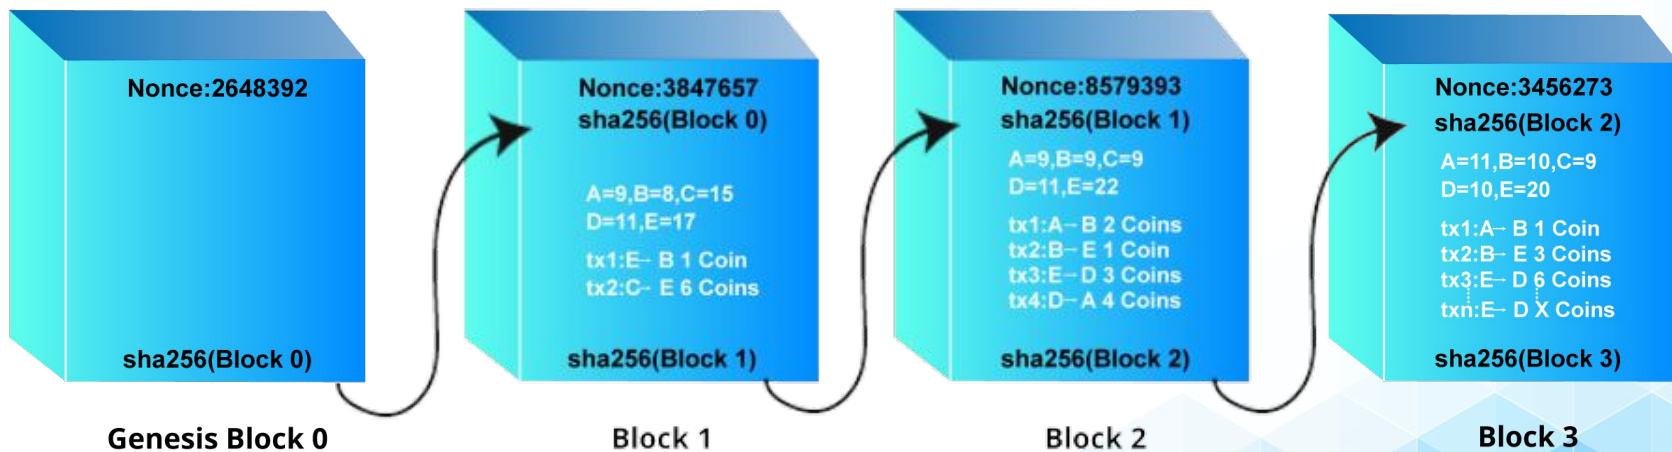 Nonce:2648392
sha256(Block 0)
Genesis Block 0
Nonce:3847657
sha256(Block 0)
A=9,B=8,C=15
D=11,E=17
tx1:E→ B 1 Coin
tx2:C→ E 6 Coins
sha256(Block 1)
Block 1
Nonce:8579393
sha256(Block 1)
A=9,B=9,C=9
D=11,E=22
tx1:A→ B 2 Coins
tx2:B→ E 1 Coin
tx3:E→ D 3 Coins
tx4:D→ A 4 Coins
sha256(Block 2)
Block 2
Nonce:3456273
sha256(Block 2)
A=11,B=10,C=9
D=10,E=20
tx1:A→ B 1 Coin
tx2:B→ E 3 Coins
tx3:E→ D 6 Coins
txn:E→ D X Coins
sha256(Block 3)
Block 3